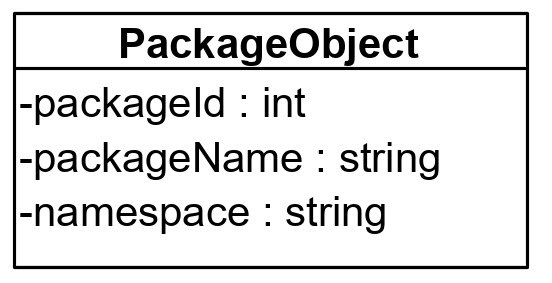 PackageObject
-packageId : int
-packageName : string
-namespace : string